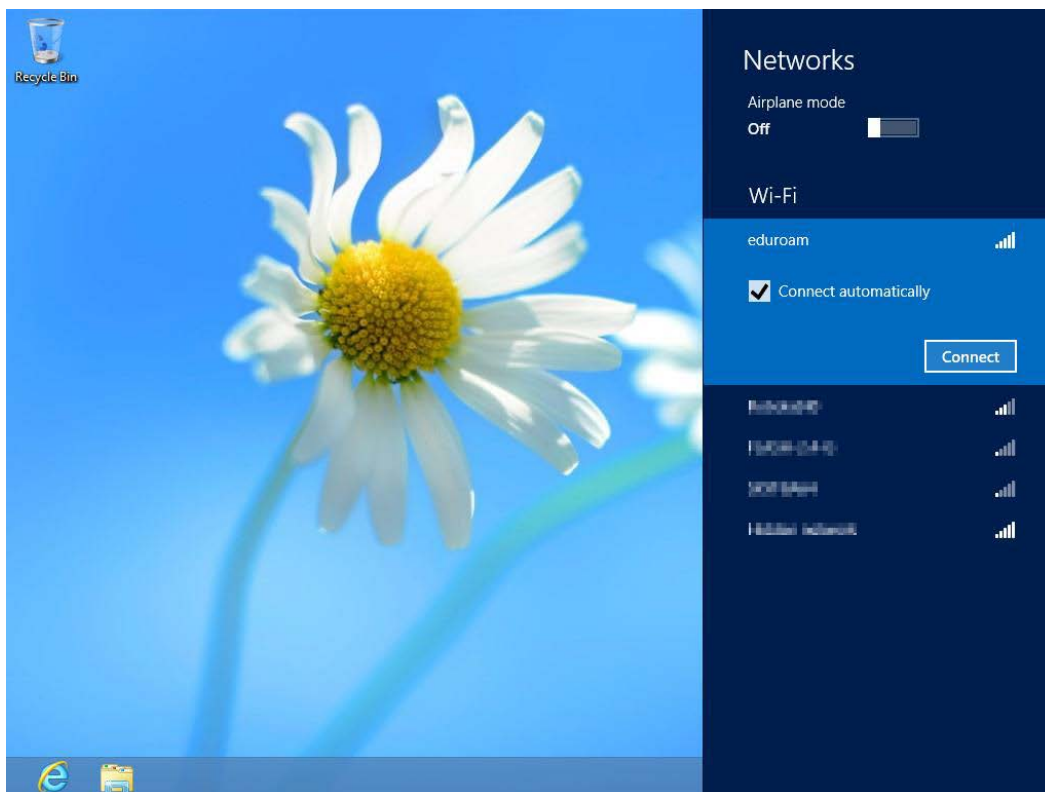 Recycle Bin
Networks
Airplane mode
Off
Wi-Fi
eduroam
Connect automatically
Connect